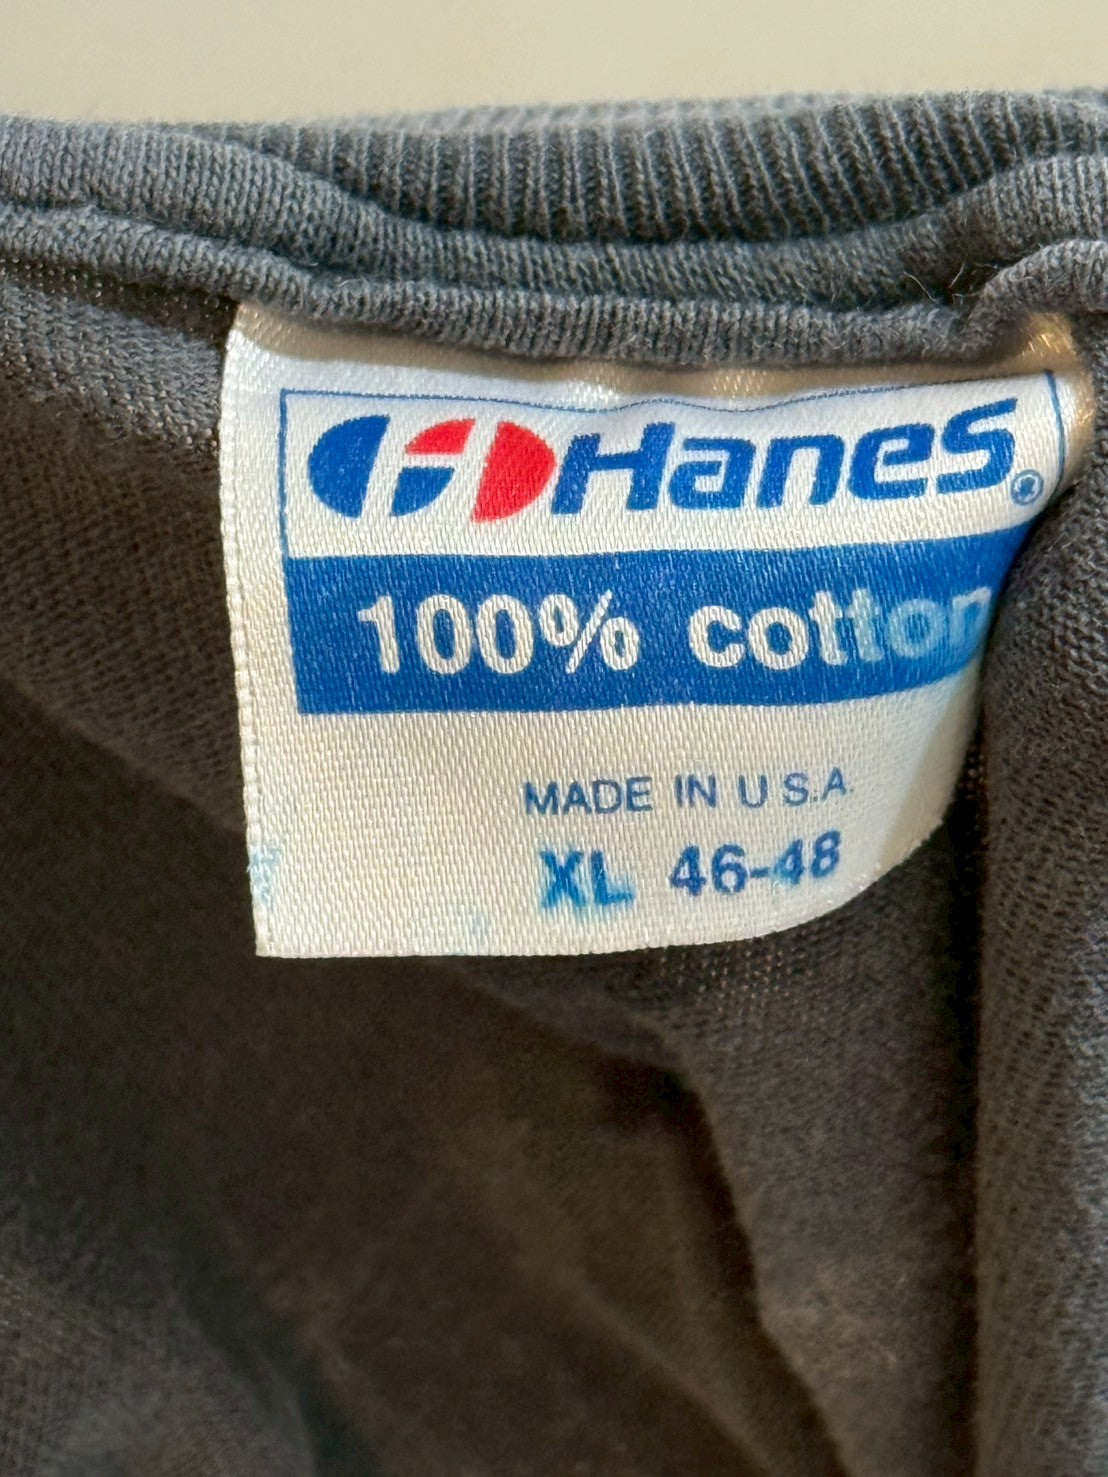 Hanes®
100% cotton
MADE IN U.S.A.
XL 46-48